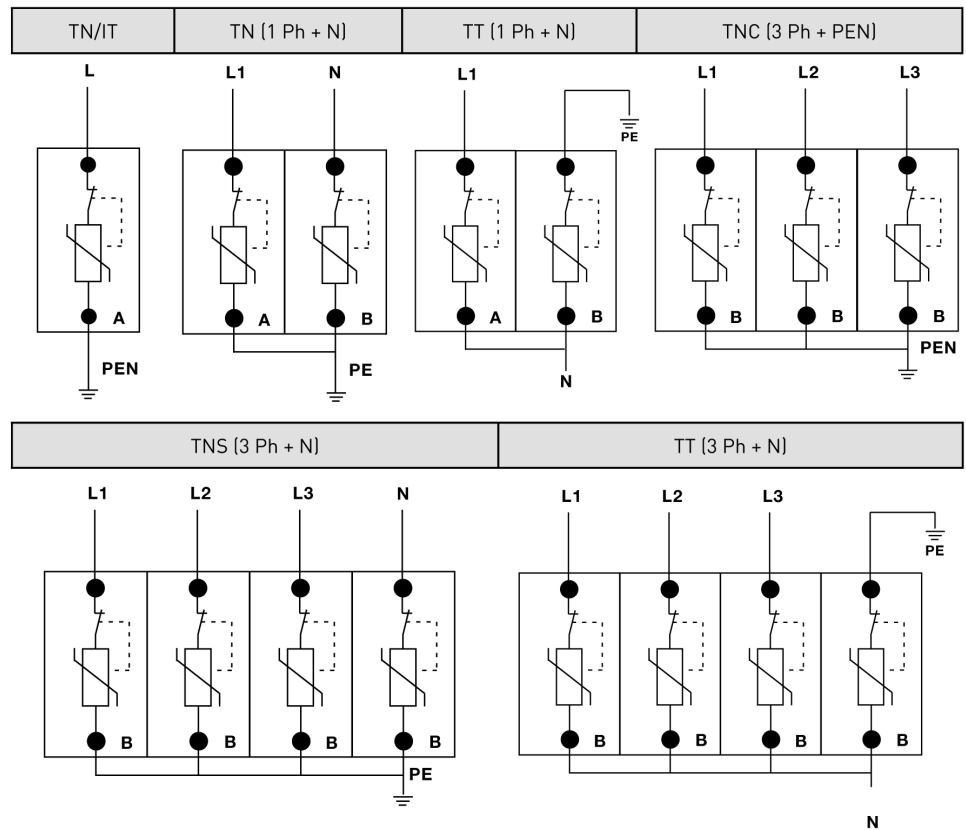 TN/IT
TN (1 Ph + N)
TT (1 Ph + N)
TNC (3 Ph + PEN)
L
L1
N
L1
L1
L2
L3
PE
A
A
B
A
B
B
B
B
PEN
PE
N
PEN
TNS (3 Ph + N)
TT (3 Ph + N)
L1
L2
L3
N
L1
L2
L3
PE
B
B
B
B
B
B
B
B
PE
N